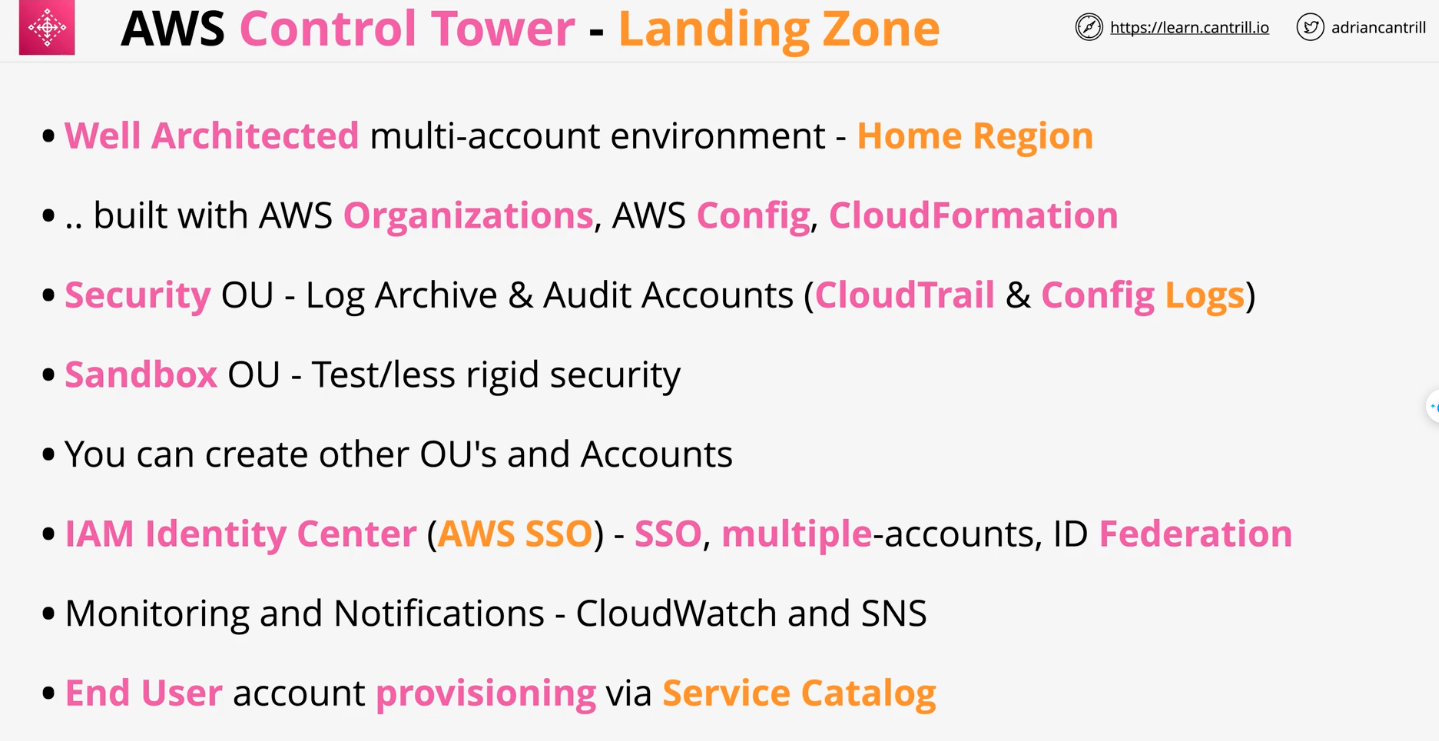 AWS Control Tower - Landing Zone
https://learn.cantrill.io
adriancantrill
• Well Architected multi-account environment - Home Region
• .. built with AWS Organizations, AWS Config, CloudFormation
• Security OU - Log Archive & Audit Accounts (CloudTrail & Config Logs)
• Sandbox OU - Test/less rigid security
• You can create other OU's and Accounts
• IAM Identity Center (AWS SSO) - SSO, multiple-accounts, ID Federation
• Monitoring and Notifications - CloudWatch and SNS
• End User account provisioning via Service Catalog